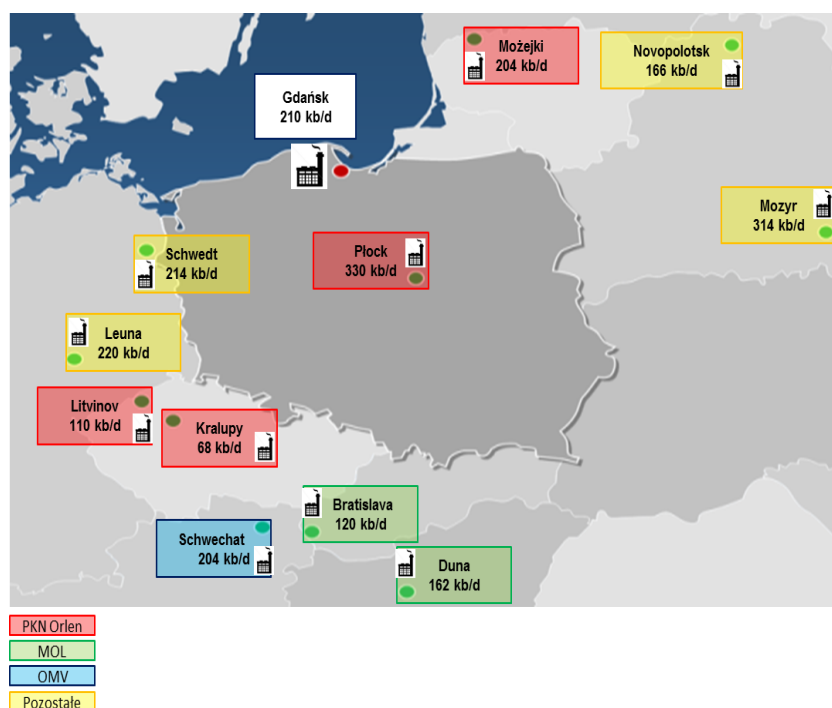 Możejki
204 kb/d
Novopolotsk
166 kb/d
Gdańsk
210 kb/d
Mozyr
314 kb/d
Schwedt
214 kb/d
Płock
330 kb/d
Leuna
220 kb/d
Litvinov
110 kb/d
Kralupy
68 kb/d
Bratislava
120 kb/d
Schwechat
204 kb/d
Duna
162 kb/d
PKN Orlen
MOL
OMV
Pozostałe